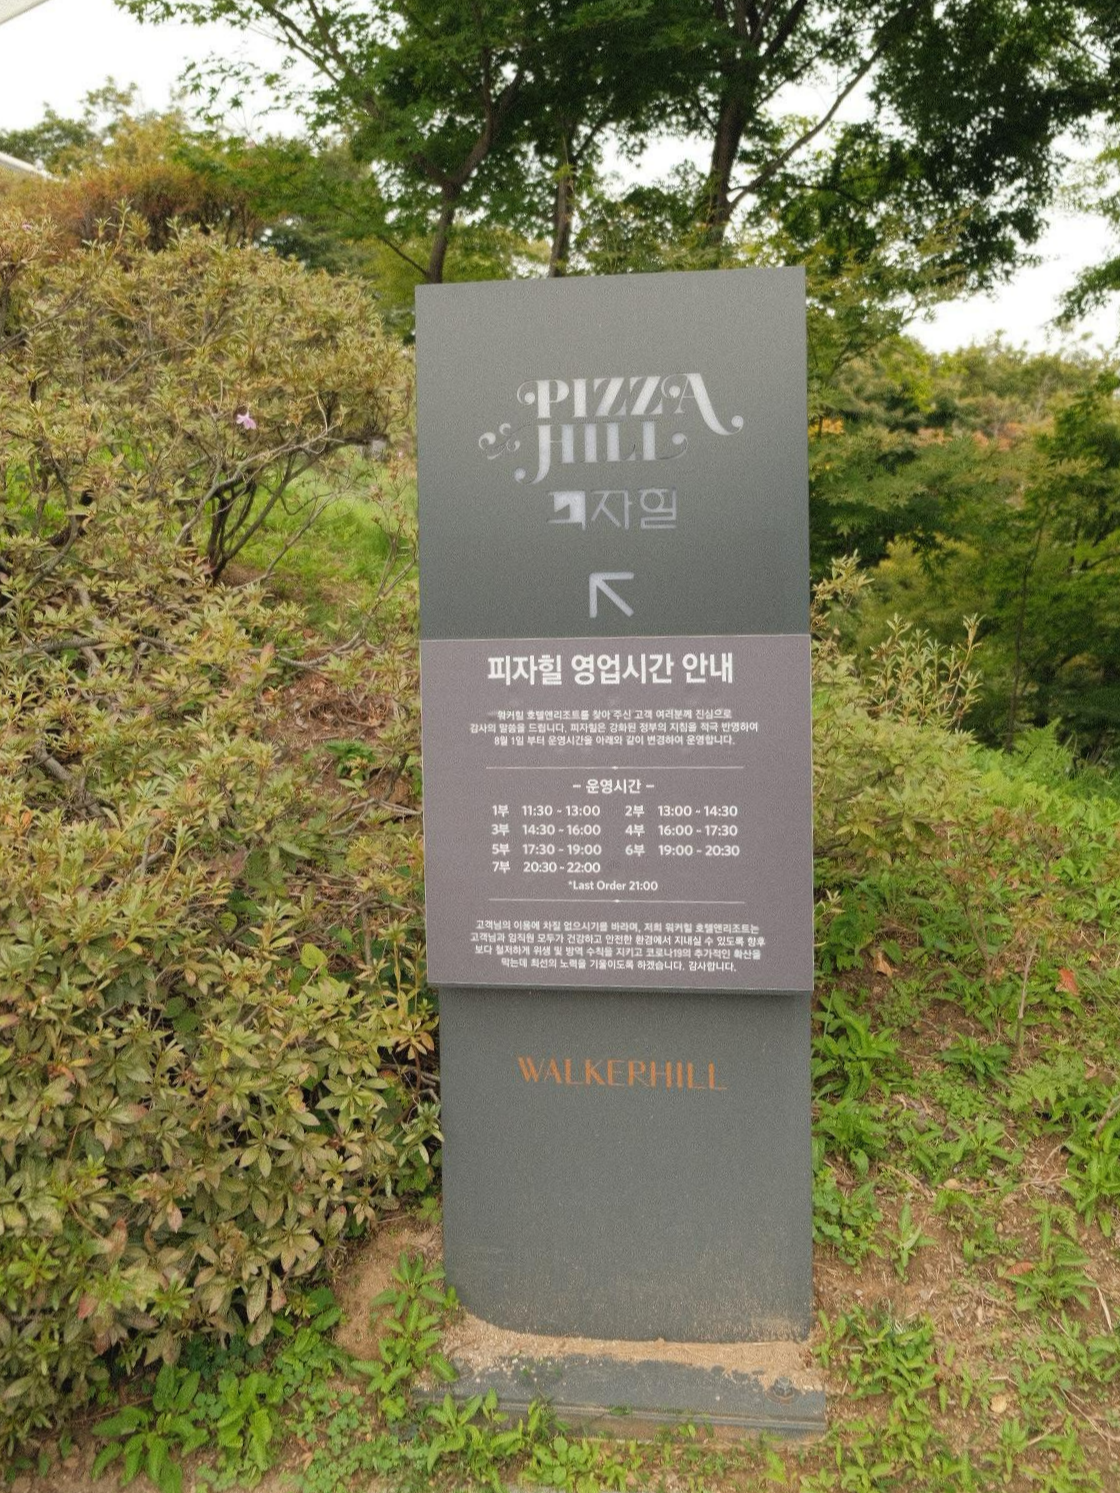 PIZZA
HILL
피자힐
피자힐 영업시간 안내
워커힐 호텔앤리조트를 찾아 주신 고객 여러분께 진심으로
감사의 말씀을 드립니다. 피자힐은 강화된 정부의 지침을 적극 반영하여
8월 1일 부터 운영시간을 아래와 같이 변경하여 운영합니다.
– 운영시간 –
1부 11:30 - 13:00 2부 13:00 - 14:30
3부 14:30 - 16:00 4부 16:00 - 17:30
5부 17:30 - 19:00 6부 19:00 - 20:30
7부 20:30 - 22:00
*Last Order 21:00
고객님의 이용에 차질 없으시기를 바라며, 저희 워커힐 호텔앤리조트는
고객님과 임직원 모두가 건강하고 안전한 환경에서 지내실 수 있도록 향후
보다 철저하게 위생 및 방역 수칙을 지키고 코로나19의 추가적인 확산을
막는데 최선의 노력을 기울이도록 하겠습니다. 감사합니다.
WALKERHILL